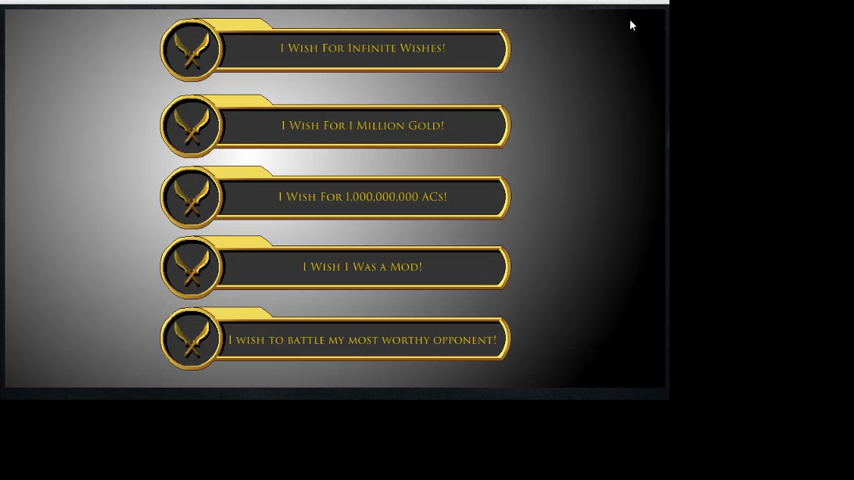 I Wish For Infinite Wishes!
I Wish For 1 Million Gold!
I Wish For 1,000,000,000 ACs!
I Wish I Was a Mod!
I wish to battle my most worthy opponent!